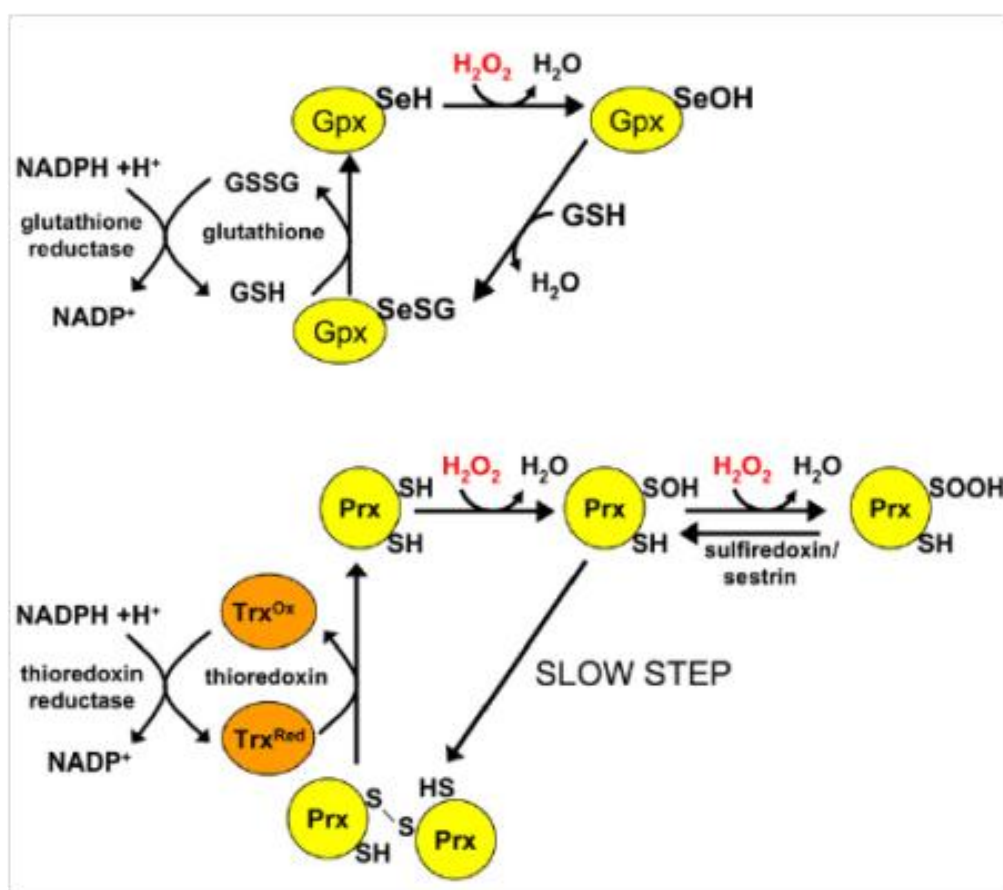 H₂O₂ H₂O
SeH
Gpx
SeOH
Gpx
NADPH +H⁺
GSSG
glutathione
reductase
glutathione
GSH
NADP⁺
GSH
H₂O
SeSG
Gpx
H₂O₂ H₂O
H₂O₂ H₂O
SH
Prx
SH
SOH
Prx
SH
SOOH
Prx
SH
sulfiredoxin/
sestrin
NADPH +H⁺
Trxᴼˣ
thioredoxin
reductase
thioredoxin
SLOW STEP
NADP⁺
Trxᴿᵉᵈ
S
HS
Prx
S
Prx
SH